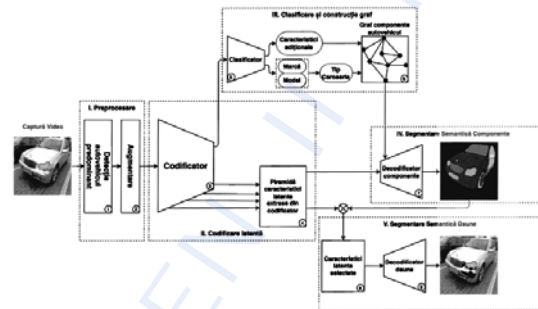 III. Clasificare și construcție graf
Graf componente
autovehicul
Caracteristici
adiționale
Clasificator
Marcă
Model
Tip
Caroserie
I. Preprocesare
Captură Video
Detecție
autovehicul
predominant
Augmentare
Codificator
Piramidă
caracteristici
latente
extrase din
codificator
II. Codificare latentă
IV. Segmentare Semantică Componente
Decodificator
componente
V. Segmentare Semantică Daune
Caracteristici
latente
selectate
Decodificator
daune